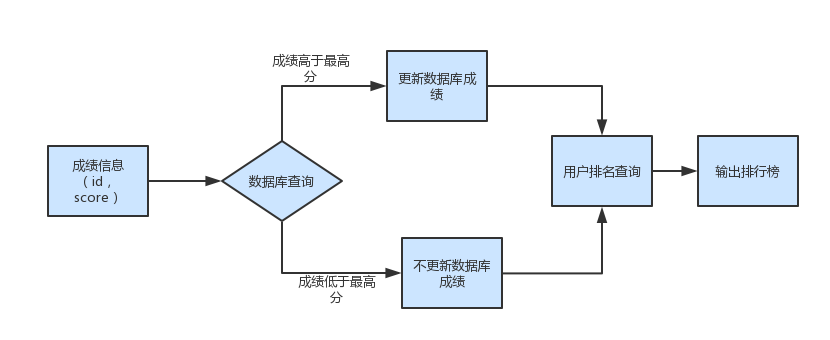 成绩高于最高
分
更新数据库成
绩
成绩信息
（id，
score）
数据库查询
用户排名查询
输出排行榜
不更新数据库
成绩
成绩低于最高
分